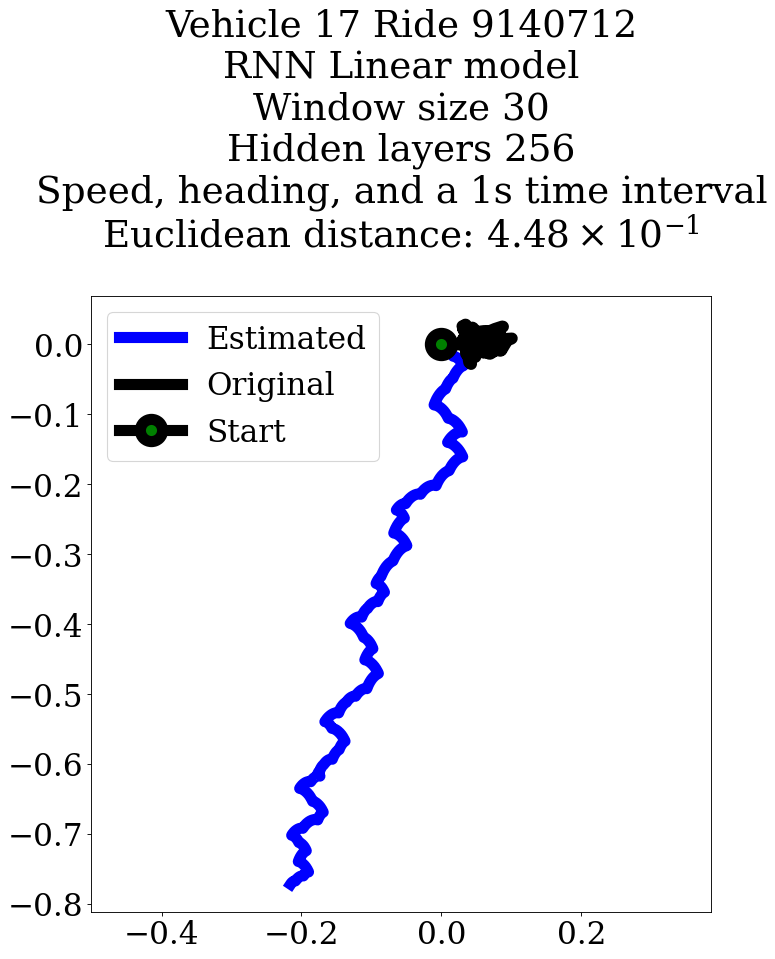 Vehicle 17 Ride 9140712
RNN Linear model
Window size 30
Hidden layers 256
Speed, heading, and a 1s time interval
Euclidean distance: 4.48 × 10⁻¹
Estimated
Original
Start
0.0
−0.1
−0.2
−0.3
−0.4
−0.5
−0.6
−0.7
−0.8
−0.4 −0.2 0.0 0.2